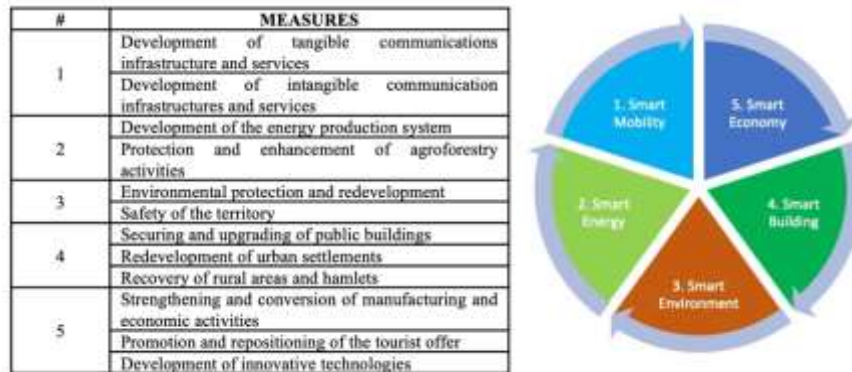 # MEASURES
1
Development of tangible communications
infrastructure and services
Development of intangible communication
infrastructures and services
2
Development of the energy production system
Protection and enhancement of agroforestry
activities
3
Environmental protection and redevelopment
Safety of the territory
4
Securing and upgrading of public buildings
Redevelopment of urban settlements
Recovery of rural areas and hamlets
5
Strengthening and conversion of manufacturing and
economic activities
Promotion and repositioning of the tourist offer
Development of innovative technologies
1. Smart
Mobility
5. Smart
Economy
2. Smart
Energy
4. Smart
Building
3. Smart
Environment